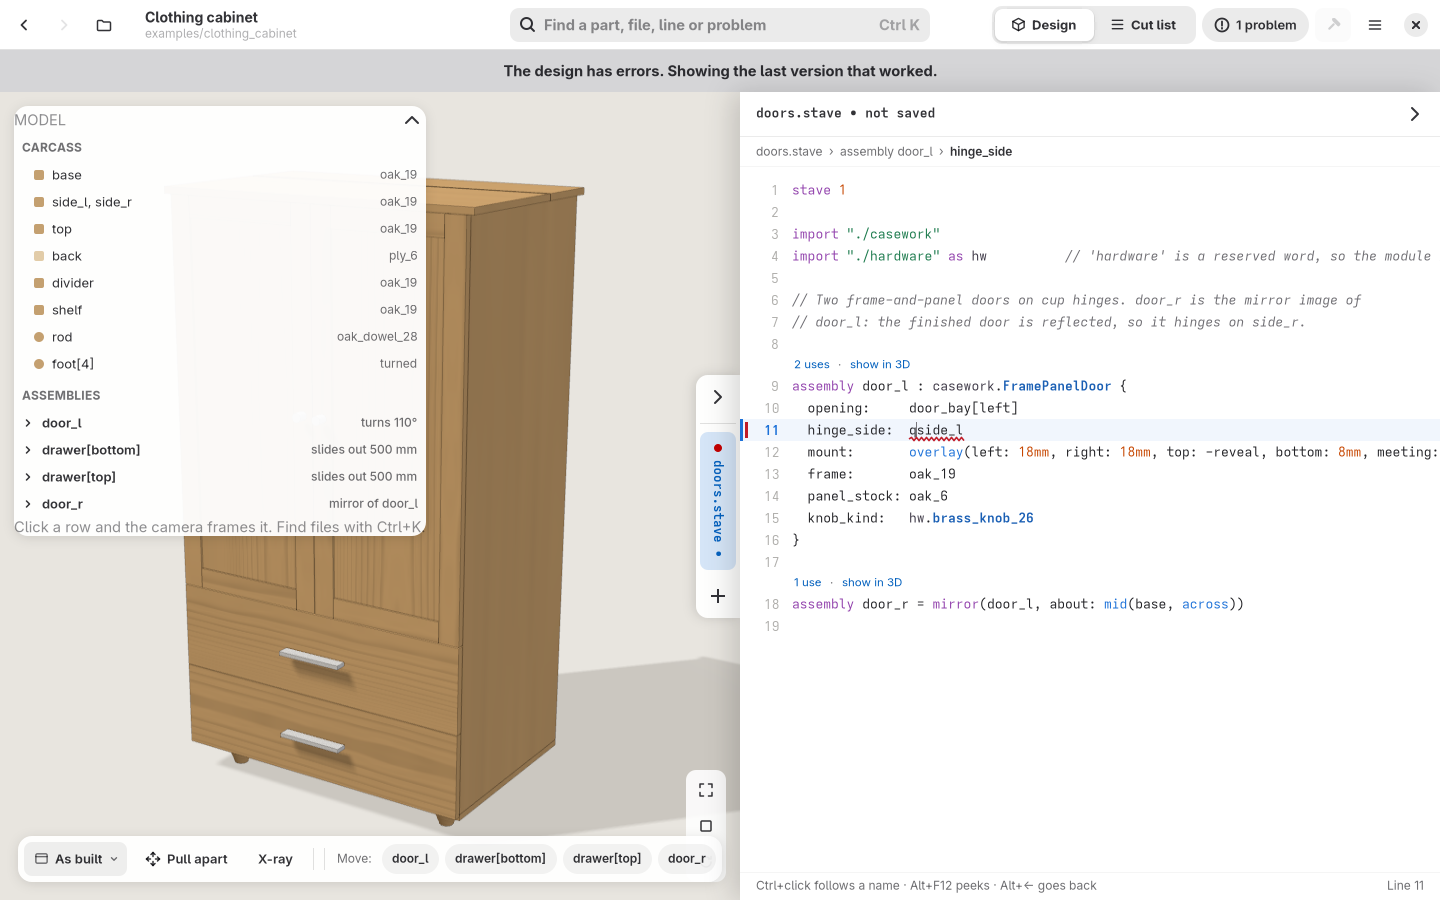 Clothing cabinet
examples/clothing_cabinet
Find a part, file, line or problem Ctrl K
Design
Cut list
1 problem
The design has errors. Showing the last version that worked.
MODEL
CARCASS
base oak_19
side_l, side_r oak_19
top oak_19
back ply_6
divider oak_19
shelf oak_19
rod oak_dowel_28
foot[4] turned
ASSEMBLIES
door_l turns 110°
drawer[bottom] slides out 500 mm
drawer[top] slides out 500 mm
door_r mirror of door_l
Click a row and the camera frames it. Find files with Ctrl+K
As built
Pull apart
X-ray
Move: door_l drawer[bottom] drawer[top] door_r
doors.stave •
doors.stave • not saved
doors.stave › assembly door_l › hinge_side
1 stave 1
2
3 import "./casework"
4 import "./hardware" as hw // 'hardware' is a reserved word, so the module
5
6 // Two frame-and-panel doors on cup hinges. door_r is the mirror image of
7 // door_l: the finished door is reflected, so it hinges on side_r.
8
2 uses · show in 3D
9 assembly door_l : casework.FramePanelDoor {
10 opening: door_bay[left]
11 hinge_side: qside_l
12 mount: overlay(left: 18mm, right: 18mm, top: -reveal, bottom: 8mm, meeting:
13 frame: oak_19
14 panel_stock: oak_6
15 knob_kind: hw.brass_knob_26
16 }
17
1 use · show in 3D
18 assembly door_r = mirror(door_l, about: mid(base, across))
19
Ctrl+click follows a name · Alt+F12 peeks · Alt+← goes back
Line 11